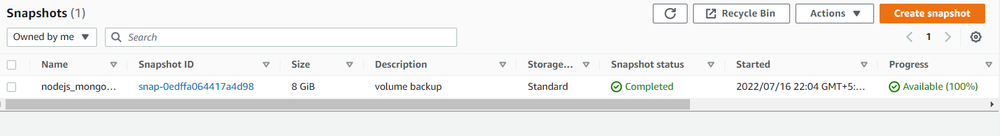 Snapshots (1)
Recycle Bin
Actions
Create snapshot
Owned by me
Search
1
Name Snapshot ID Size Description Storage... Snapshot status Started Progress
nodejs_mongo... snap-0edffa064417a4d98 8 GiB volume backup Standard Completed 2022/07/16 22:04 GMT+5:... Available (100%)